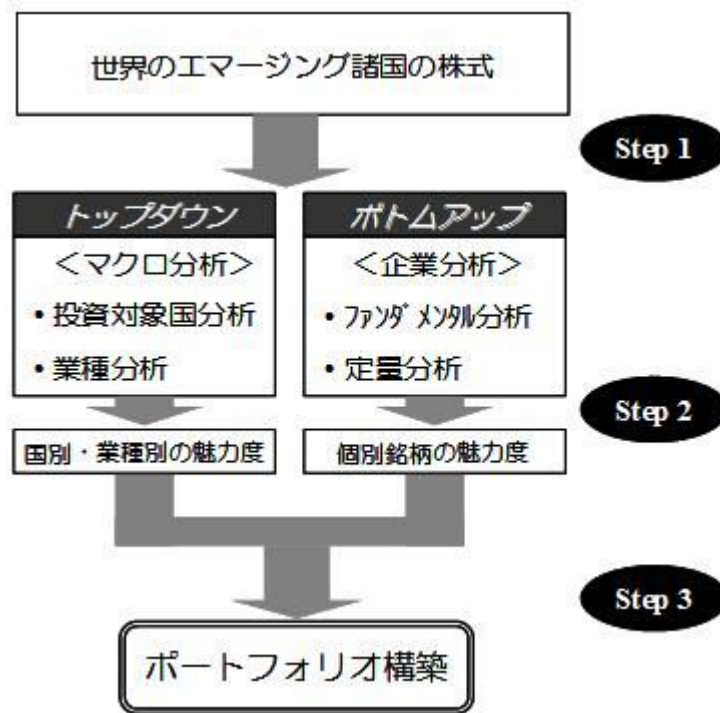 世界のエマージング諸国の株式
Step 1
トップダウン
＜マクロ分析＞
・投資対象国分析
・業種分析
ボトムアップ
＜企業分析＞
・ﾌｧﾝﾀﾞﾒﾝﾀﾙ分析
・定量分析
Step 2
国別・業種別の魅力度
個別銘柄の魅力度
Step 3
ポートフォリオ構築